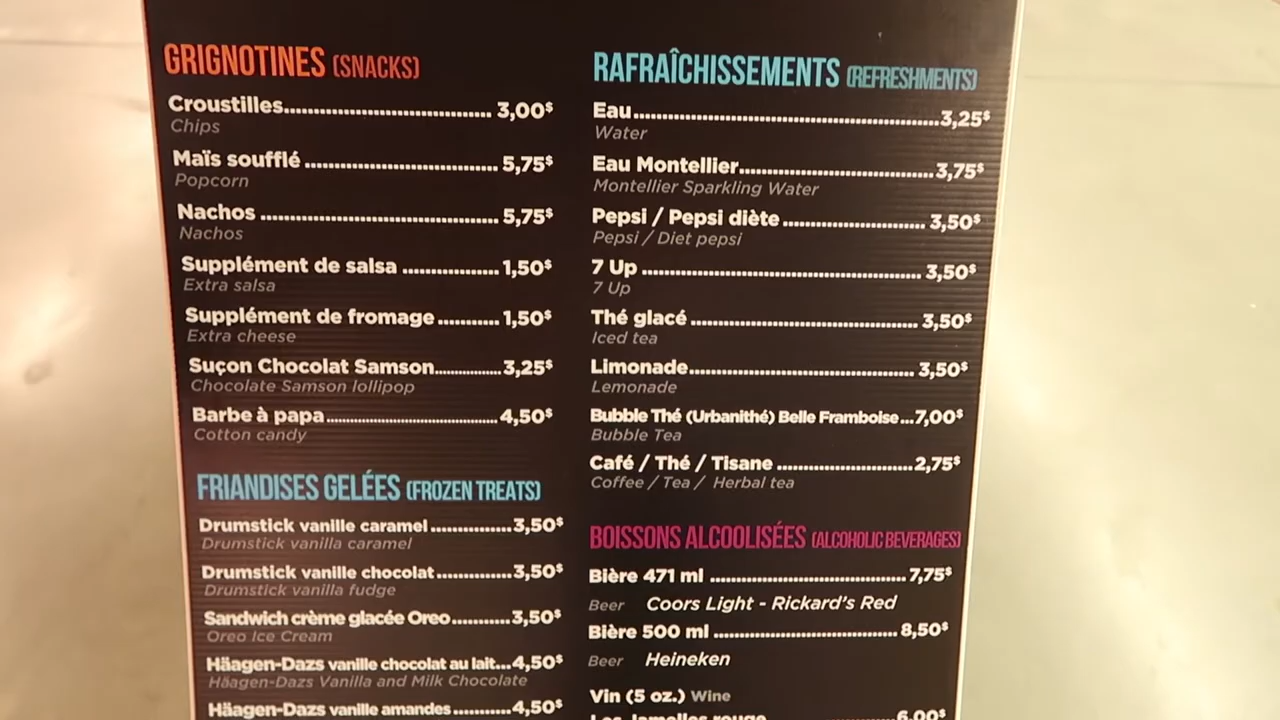 GRIGNOTINES (SNACKS)
Croustilles........ 3,00$
Chips
Maïs soufflé........ 5,75$
Popcorn
Nachos........ 5,75$
Nachos
Supplément de salsa........ 1,50$
Extra salsa
Supplément de fromage........ 1,50$
Extra cheese
Suçon Chocolat Samson........ 3,25$
Chocolate Samson lollipop
Barbe à papa........ 4,50$
Cotton candy
FRIANDISES GELÉES (FROZEN TREATS)
Drumstick vanille caramel........ 3,50$
Drumstick vanilla caramel
Drumstick vanille chocolat........ 3,50$
Drumstick vanilla fudge
Sandwich crème glacée Oreo........ 3,50$
Oreo Ice Cream
Häagen-Dazs vanille chocolat au lait... 4,50$
Häagen-Dazs Vanilla and Milk Chocolate
Häagen-Dazs vanille amandes........ 4,50$
RAFRAÎCHISSEMENTS (REFRESHMENTS)
Eau........ 3,25$
Water
Eau Montellier........ 3,75$
Montellier Sparkling Water
Pepsi / Pepsi diète........ 3,50$
Pepsi / Diet pepsi
7 Up........ 3,50$
7 Up
Thé glacé........ 3,50$
Iced tea
Limonade........ 3,50$
Lemonade
Bubble Thé (Urbanithé) Belle Framboise... 7,00$
Bubble Tea
Café / Thé / Tisane........ 2,75$
Coffee / Tea / Herbal tea
BOISSONS ALCOOLISÉES (ALCOHOLIC BEVERAGES)
Bière 471 ml........ 7,75$
Beer Coors Light - Rickard's Red
Bière 500 ml........ 8,50$
Beer Heineken
Vin (5 oz.) Wine
Les Jamelles rouge........ 6,00$